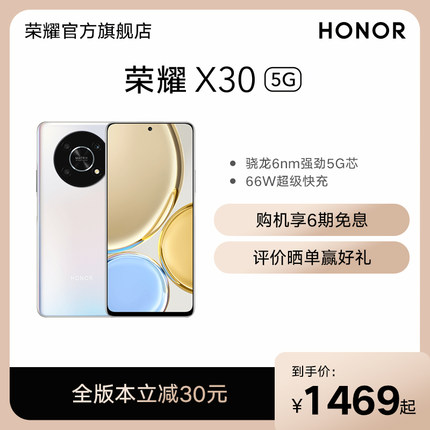 荣耀官方旗舰店
HONOR
荣耀 X30 5G
骁龙6nm强劲5G芯
66W超级快充
购机享6期免息
评价晒单赢好礼
HONOR
全版本立减30元
到手价：
¥1469起